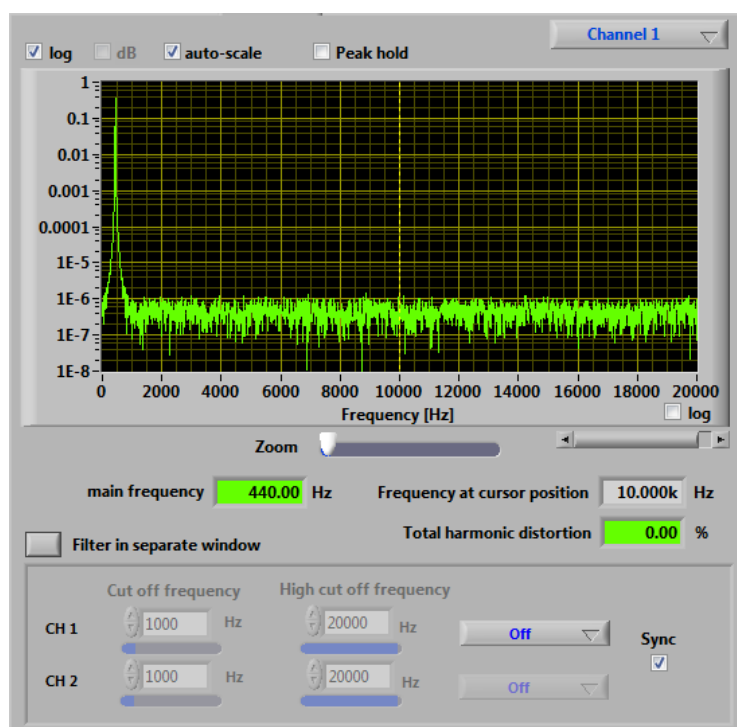 Channel 1
log dB auto-scale Peak hold
1
0.1
0.01
0.001
0.0001
1E-5
1E-6
1E-7
1E-8
0 2000 4000 6000 8000 10000 12000 14000 16000 18000 20000
Frequency [Hz] log
Zoom
main frequency 440.00 Hz Frequency at cursor position 10.000k Hz
Total harmonic distortion 0.00 %
Filter in separate window
Cut off frequency High cut off frequency
CH 1 1000 Hz 20000 Hz Off Sync
CH 2 1000 Hz 20000 Hz Off